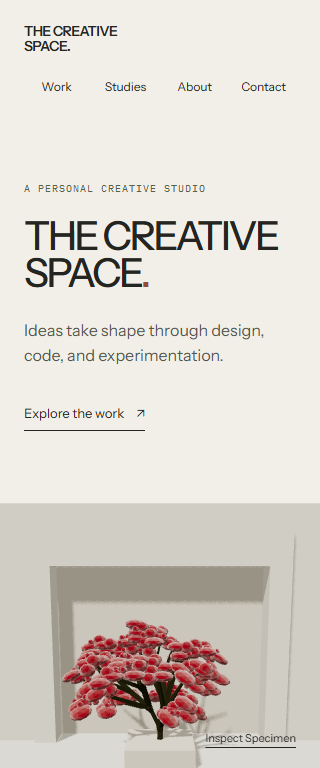 THE CREATIVE
SPACE.
Work Studies About Contact
A PERSONAL CREATIVE STUDIO
THE CREATIVE
SPACE.
Ideas take shape through design,
code, and experimentation.
Explore the work ↗
Inspect Specimen